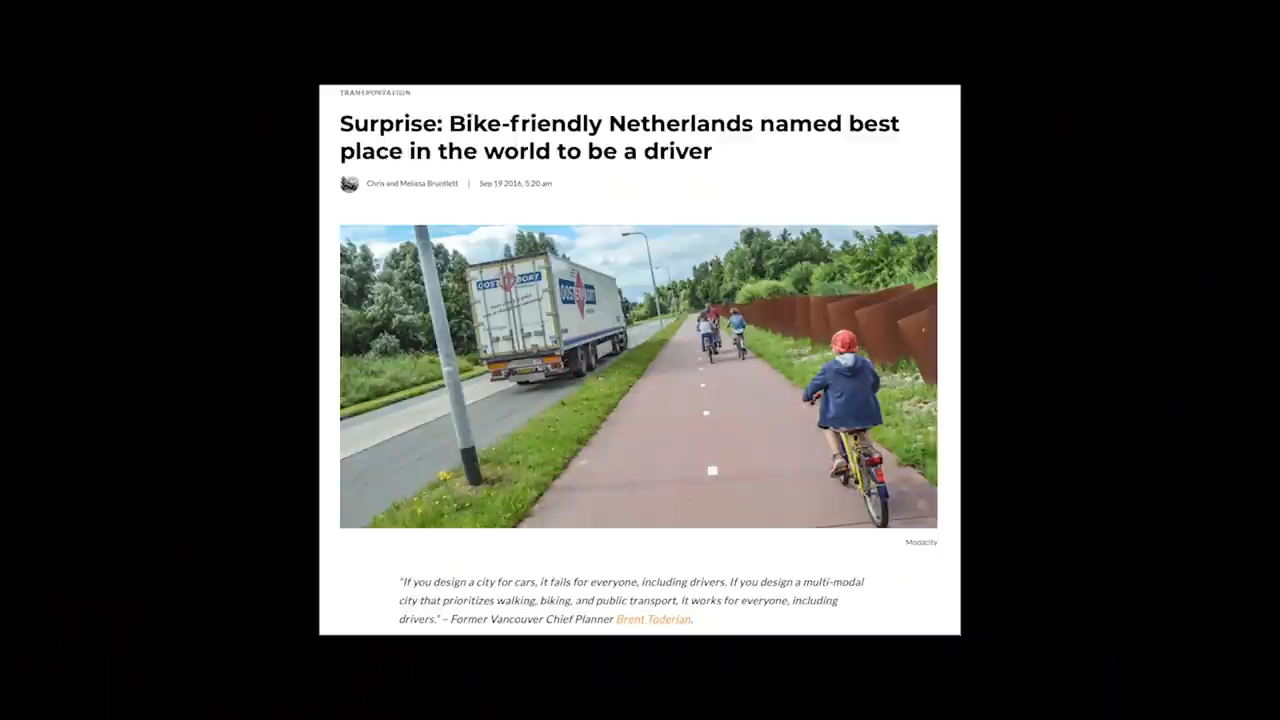 TRANSPORTATION
Surprise: Bike-friendly Netherlands named best
place in the world to be a driver
Chris and Melissa Bruntlett | Sep 19 2016, 5:20 am
Modacity
“If you design a city for cars, it fails for everyone, including drivers. If you design a multi-modal
city that prioritizes walking, biking, and public transport, it works for everyone, including
drivers.” – Former Vancouver Chief Planner Brent Toderian.